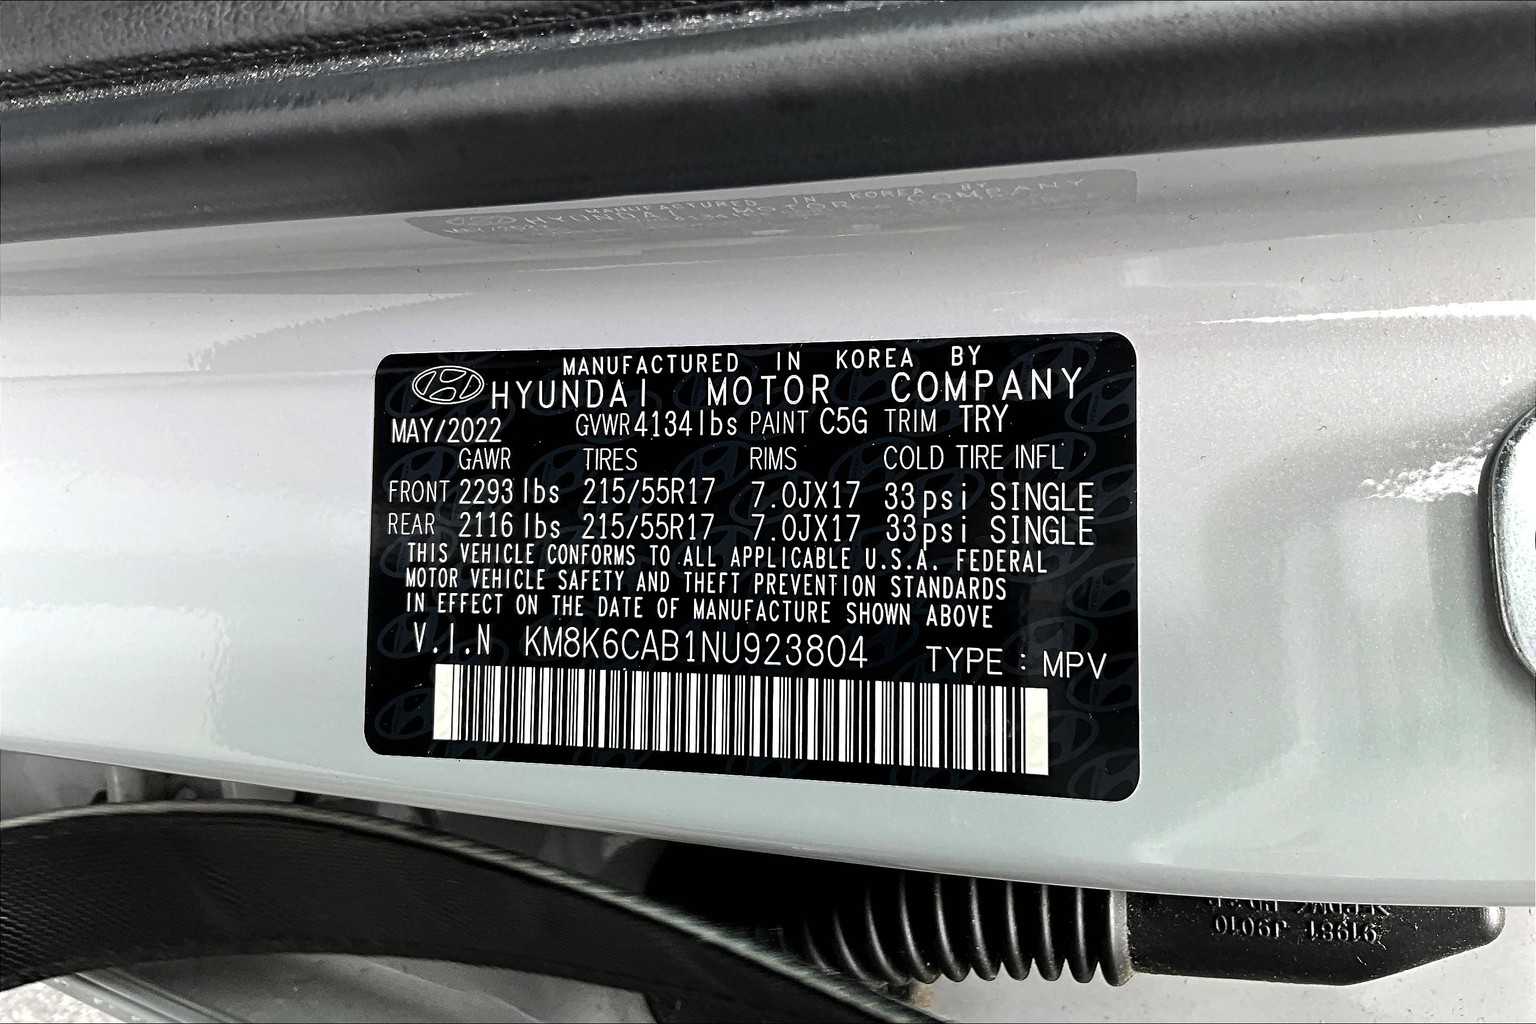 MANUFACTURED IN KOREA BY
HYUNDAI MOTOR COMPANY
MAY/2022 GVWR 4134lbs PAINT C5G TRIM TRY
GAWR TIRES RIMS COLD TIRE INFL
FRONT 2293 lbs 215/55R17 7.0JX17 33psi SINGLE
REAR 2116 lbs 215/55R17 7.0JX17 33psi SINGLE
THIS VEHICLE CONFORMS TO ALL APPLICABLE U.S.A. FEDERAL
MOTOR VEHICLE SAFETY AND THEFT PREVENTION STANDARDS
IN EFFECT ON THE DATE OF MANUFACTURE SHOWN ABOVE
V.I.N KM8K6CAB1NU923804 TYPE : MPV
91981 J9010